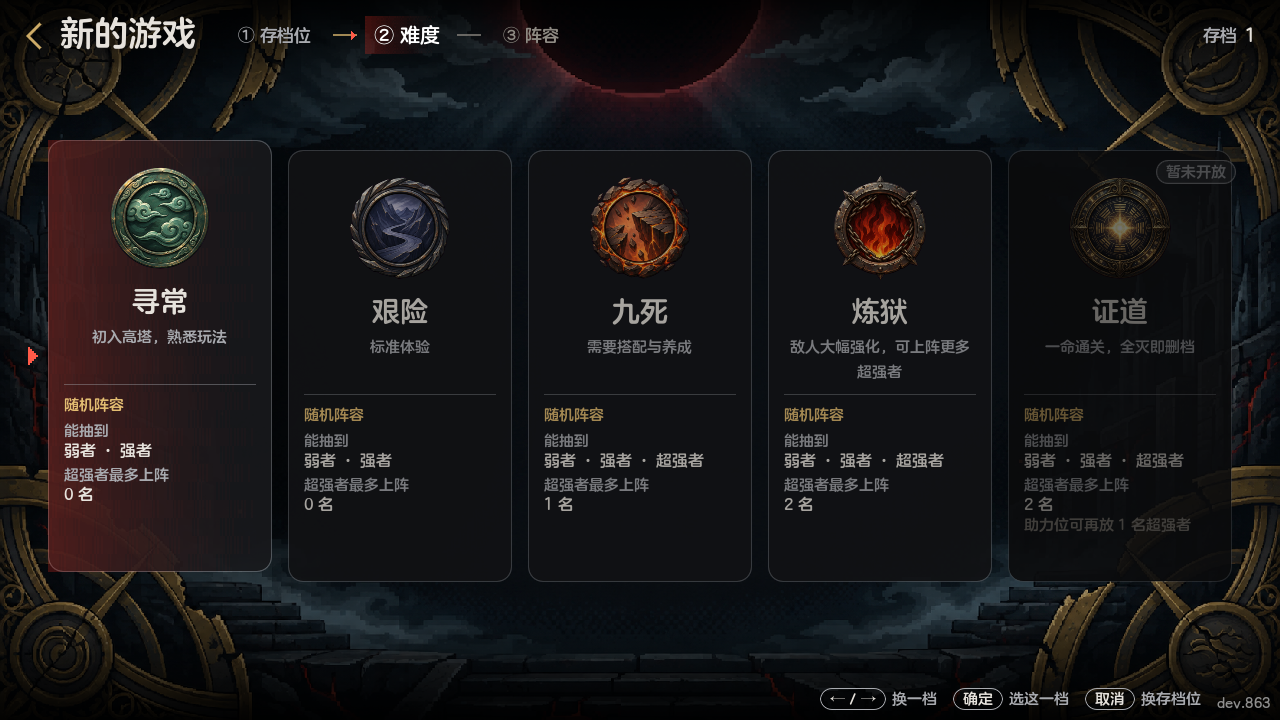 新的游戏
① 存档位
② 难度
③ 阵容
存档 1
寻常
初入高塔，熟悉玩法
随机阵容
能抽到
弱者 · 强者
超强者最多上阵
0 名
艰险
标准体验
随机阵容
能抽到
弱者 · 强者
超强者最多上阵
0 名
九死
需要搭配与养成
随机阵容
能抽到
弱者 · 强者 · 超强者
超强者最多上阵
1 名
炼狱
敌人大幅强化，可上阵更多
超强者
随机阵容
能抽到
弱者 · 强者 · 超强者
超强者最多上阵
2 名
暂未开放
证道
一命通关，全灭即删档
随机阵容
能抽到
弱者 · 强者 · 超强者
超强者最多上阵
2 名
助力位可再放 1 名超强者
←/→ 换一档
确定 选这一档
取消 换存档位
dev.863